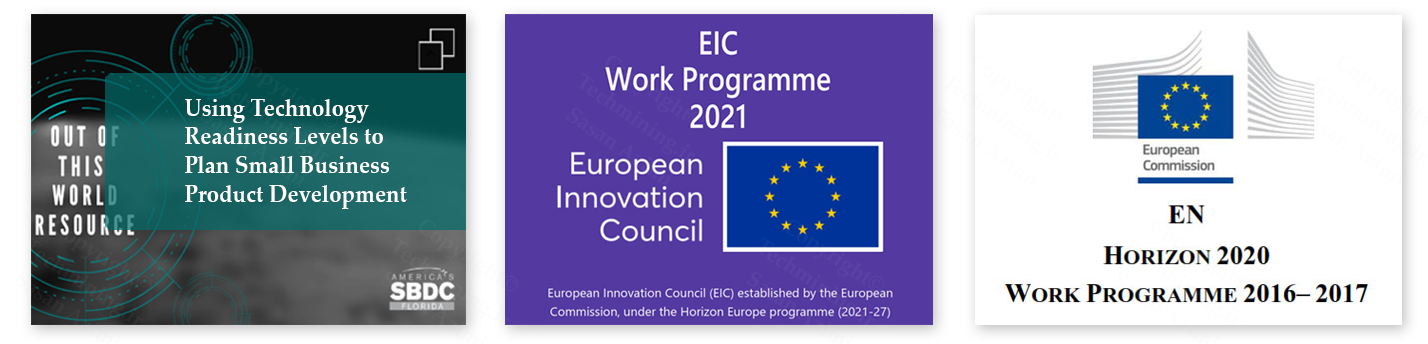 Using Technology
Readiness Levels to
Plan Small Business
Product Development
OUT OF
THIS
WORLD
RESOURCE
AMERICA'S
SBDC
FLORIDA
EIC
Work Programme
2021
European
Innovation
Council
European Innovation Council (EIC) established by the European
Commission, under the Horizon Europe programme (2021-27)
European
Commission
EN
HORIZON 2020
WORK PROGRAMME 2016– 2017